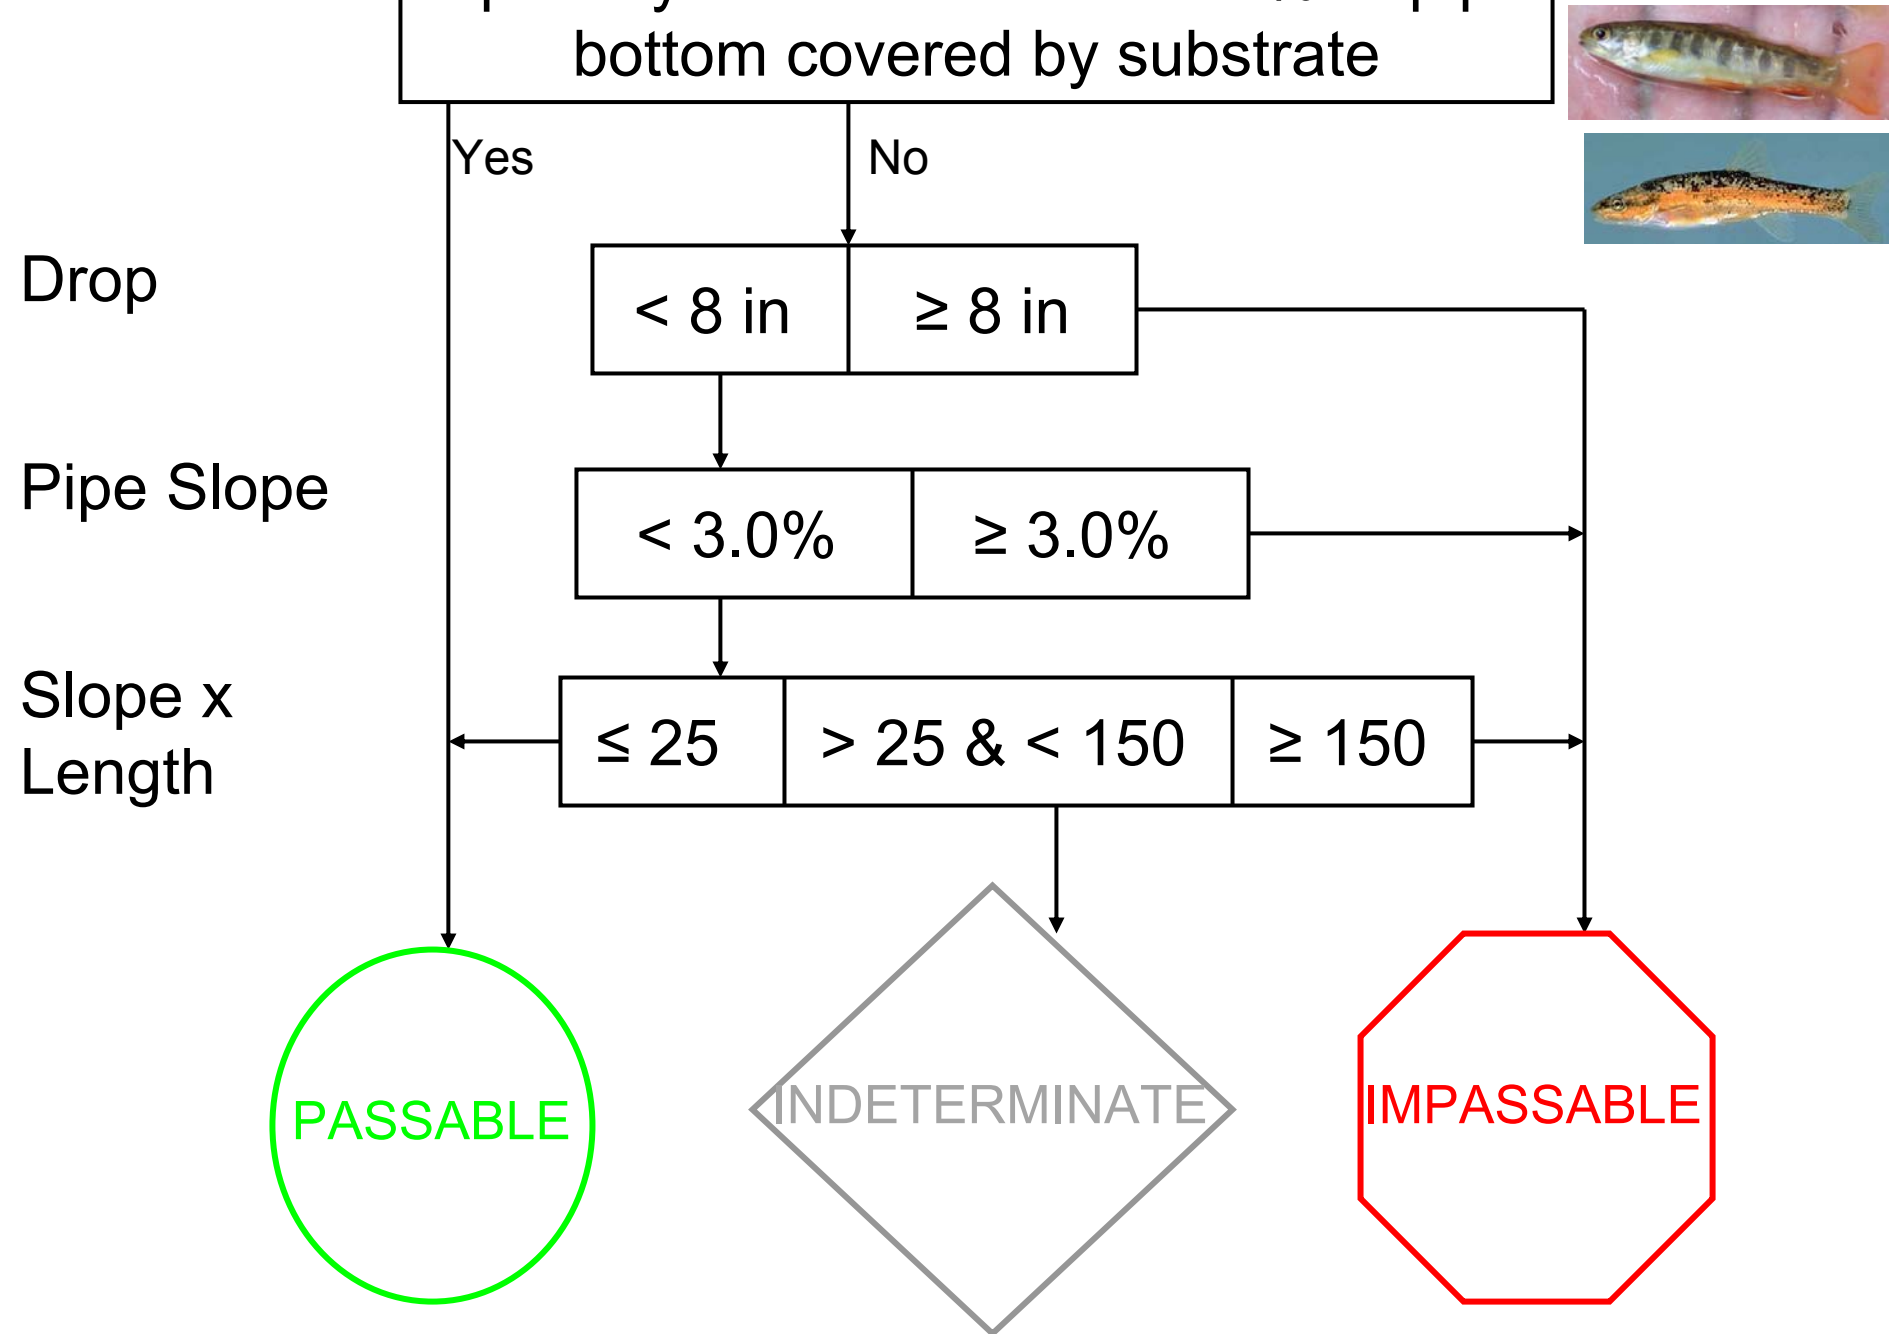 bottom covered by substrate
Yes
No
Drop
< 8 in
≥ 8 in
Pipe Slope
< 3.0%
≥ 3.0%
Slope x
Length
≤ 25
> 25 & < 150
≥ 150
PASSABLE
INDETERMINATE
IMPASSABLE